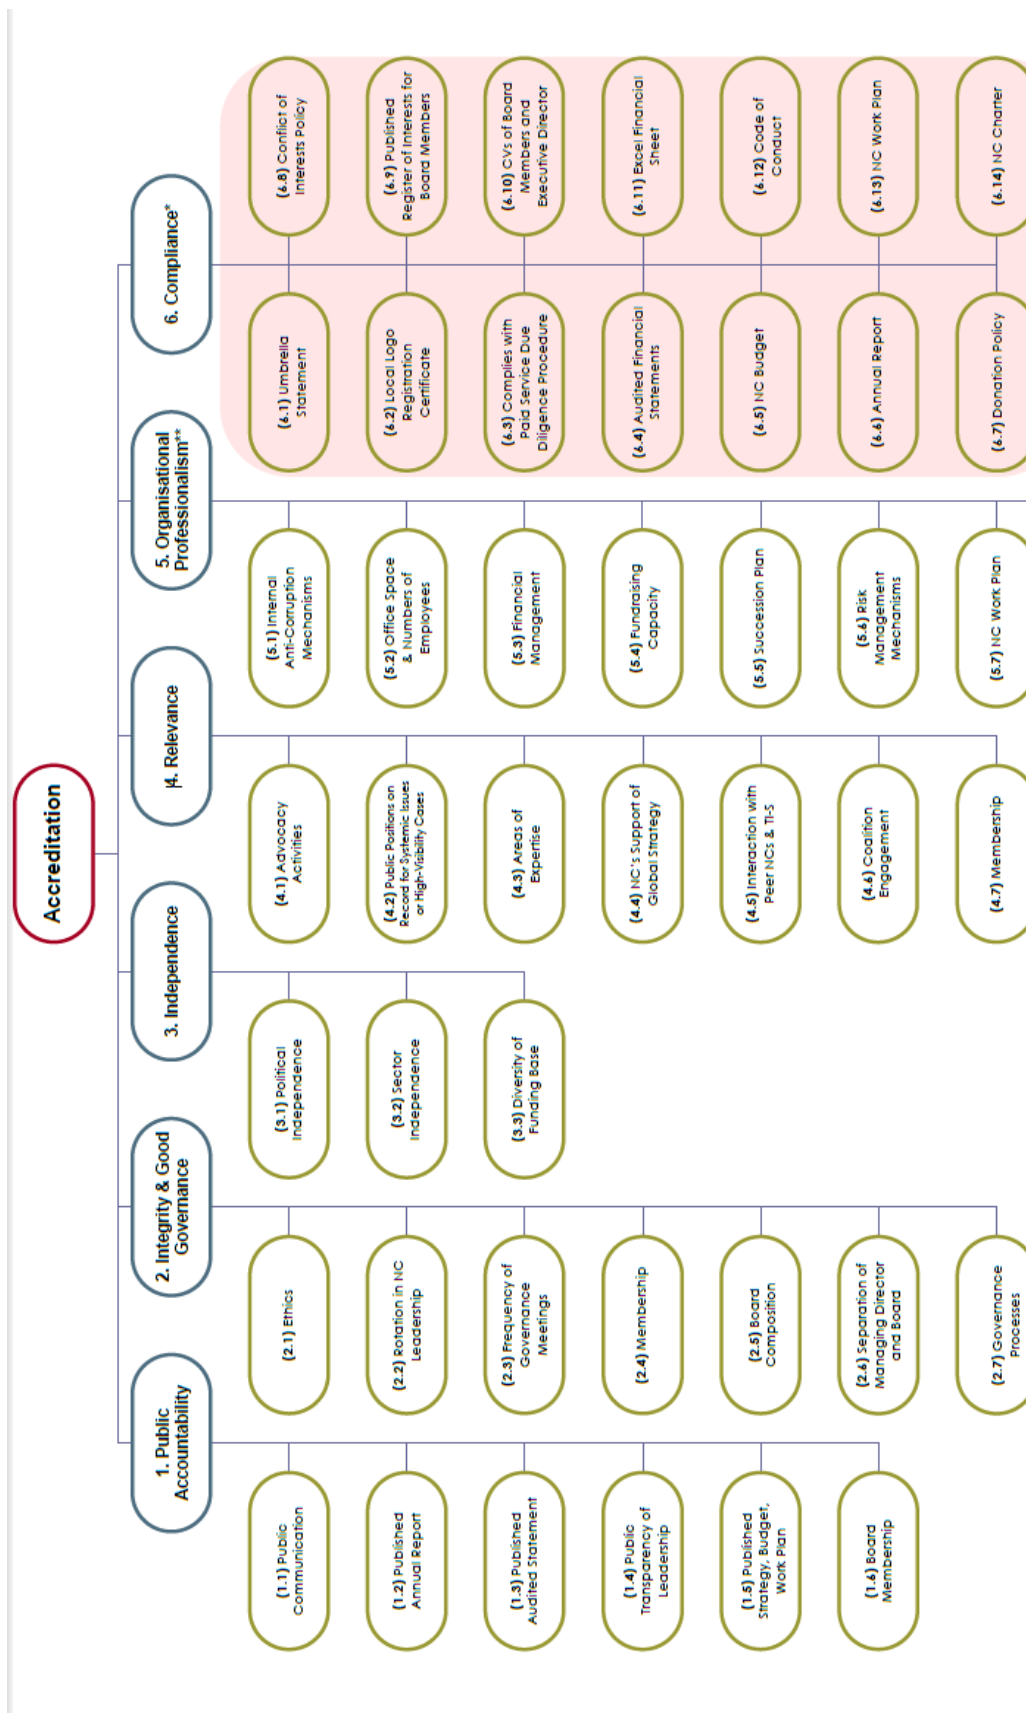 Accreditation
1. Public
Accountability
(1.1) Public
Communication
(1.2) Published
Annual Report
(1.3) Published
Audited Statement
(1.4) Public
Transparency of
Leadership
(1.5) Published
Strategy, Budget,
Work Plan
(1.6) Board
Membership
2. Integrity & Good
Governance
(2.1) Ethics
(2.2) Rotation in NC
Leadership
(2.3) Frequency of
Governance
Meetings
(2.4) Membership
(2.5) Board
Composition
(2.6) Separation of
Managing Director
and Board
(2.7) Governance
Processes
3. Independence
(3.1) Political
Independence
(3.2) Sector
Independence
(3.3) Diversity of
Funding Base
4. Relevance
(4.1) Advocacy
Activities
(4.2) Public Positions on
Record for Systemic Issues
or High-Visibility Cases
(4.3) Areas of
Expertise
(4.4) NC's Support of
Global Strategy
(4.5) Interaction with
Peer NCs & TI-S
(4.6) Coalition
Engagement
(4.7) Membership
5. Organisational
Professionalism**
(5.1) Internal
Anti-Corruption
Mechanisms
(5.2) Office Space
& Numbers of
Employees
(5.3) Financial
Management
(5.4) Fundraising
Capacity
(5.5) Succession Plan
(5.6) Risk
Management
Mechanisms
(5.7) NC Work Plan
6. Compliance*
(6.1) Umbrella
Statement
(6.2) Local Logo
Registration
Certificate
(6.3) Complies with
Paid Service Due
Diligence Procedure
(6.4) Audited Financial
Statements
(6.5) NC Budget
(6.6) Annual Report
(6.7) Donation Policy
(6.8) Conflict of
Interests Policy
(6.9) Published
Register of Interests for
Board Members
(6.10) CVs of Board
Members and
Executive Director
(6.11) Excel Financial
Sheet
(6.12) Code of
Conduct
(6.13) NC Work Plan
(6.14) NC Charter